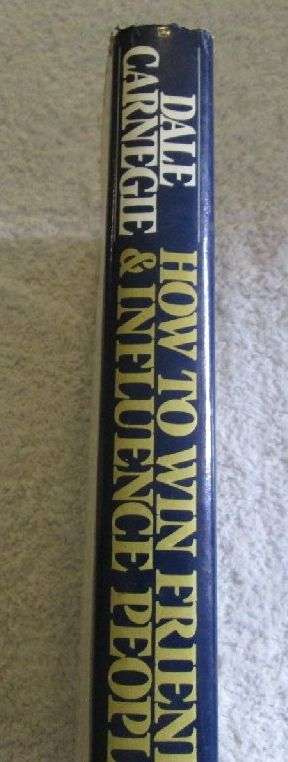 DALE
CARNEGIE
HOW TO WIN FRIEN
& INFLUENCE PEOPL